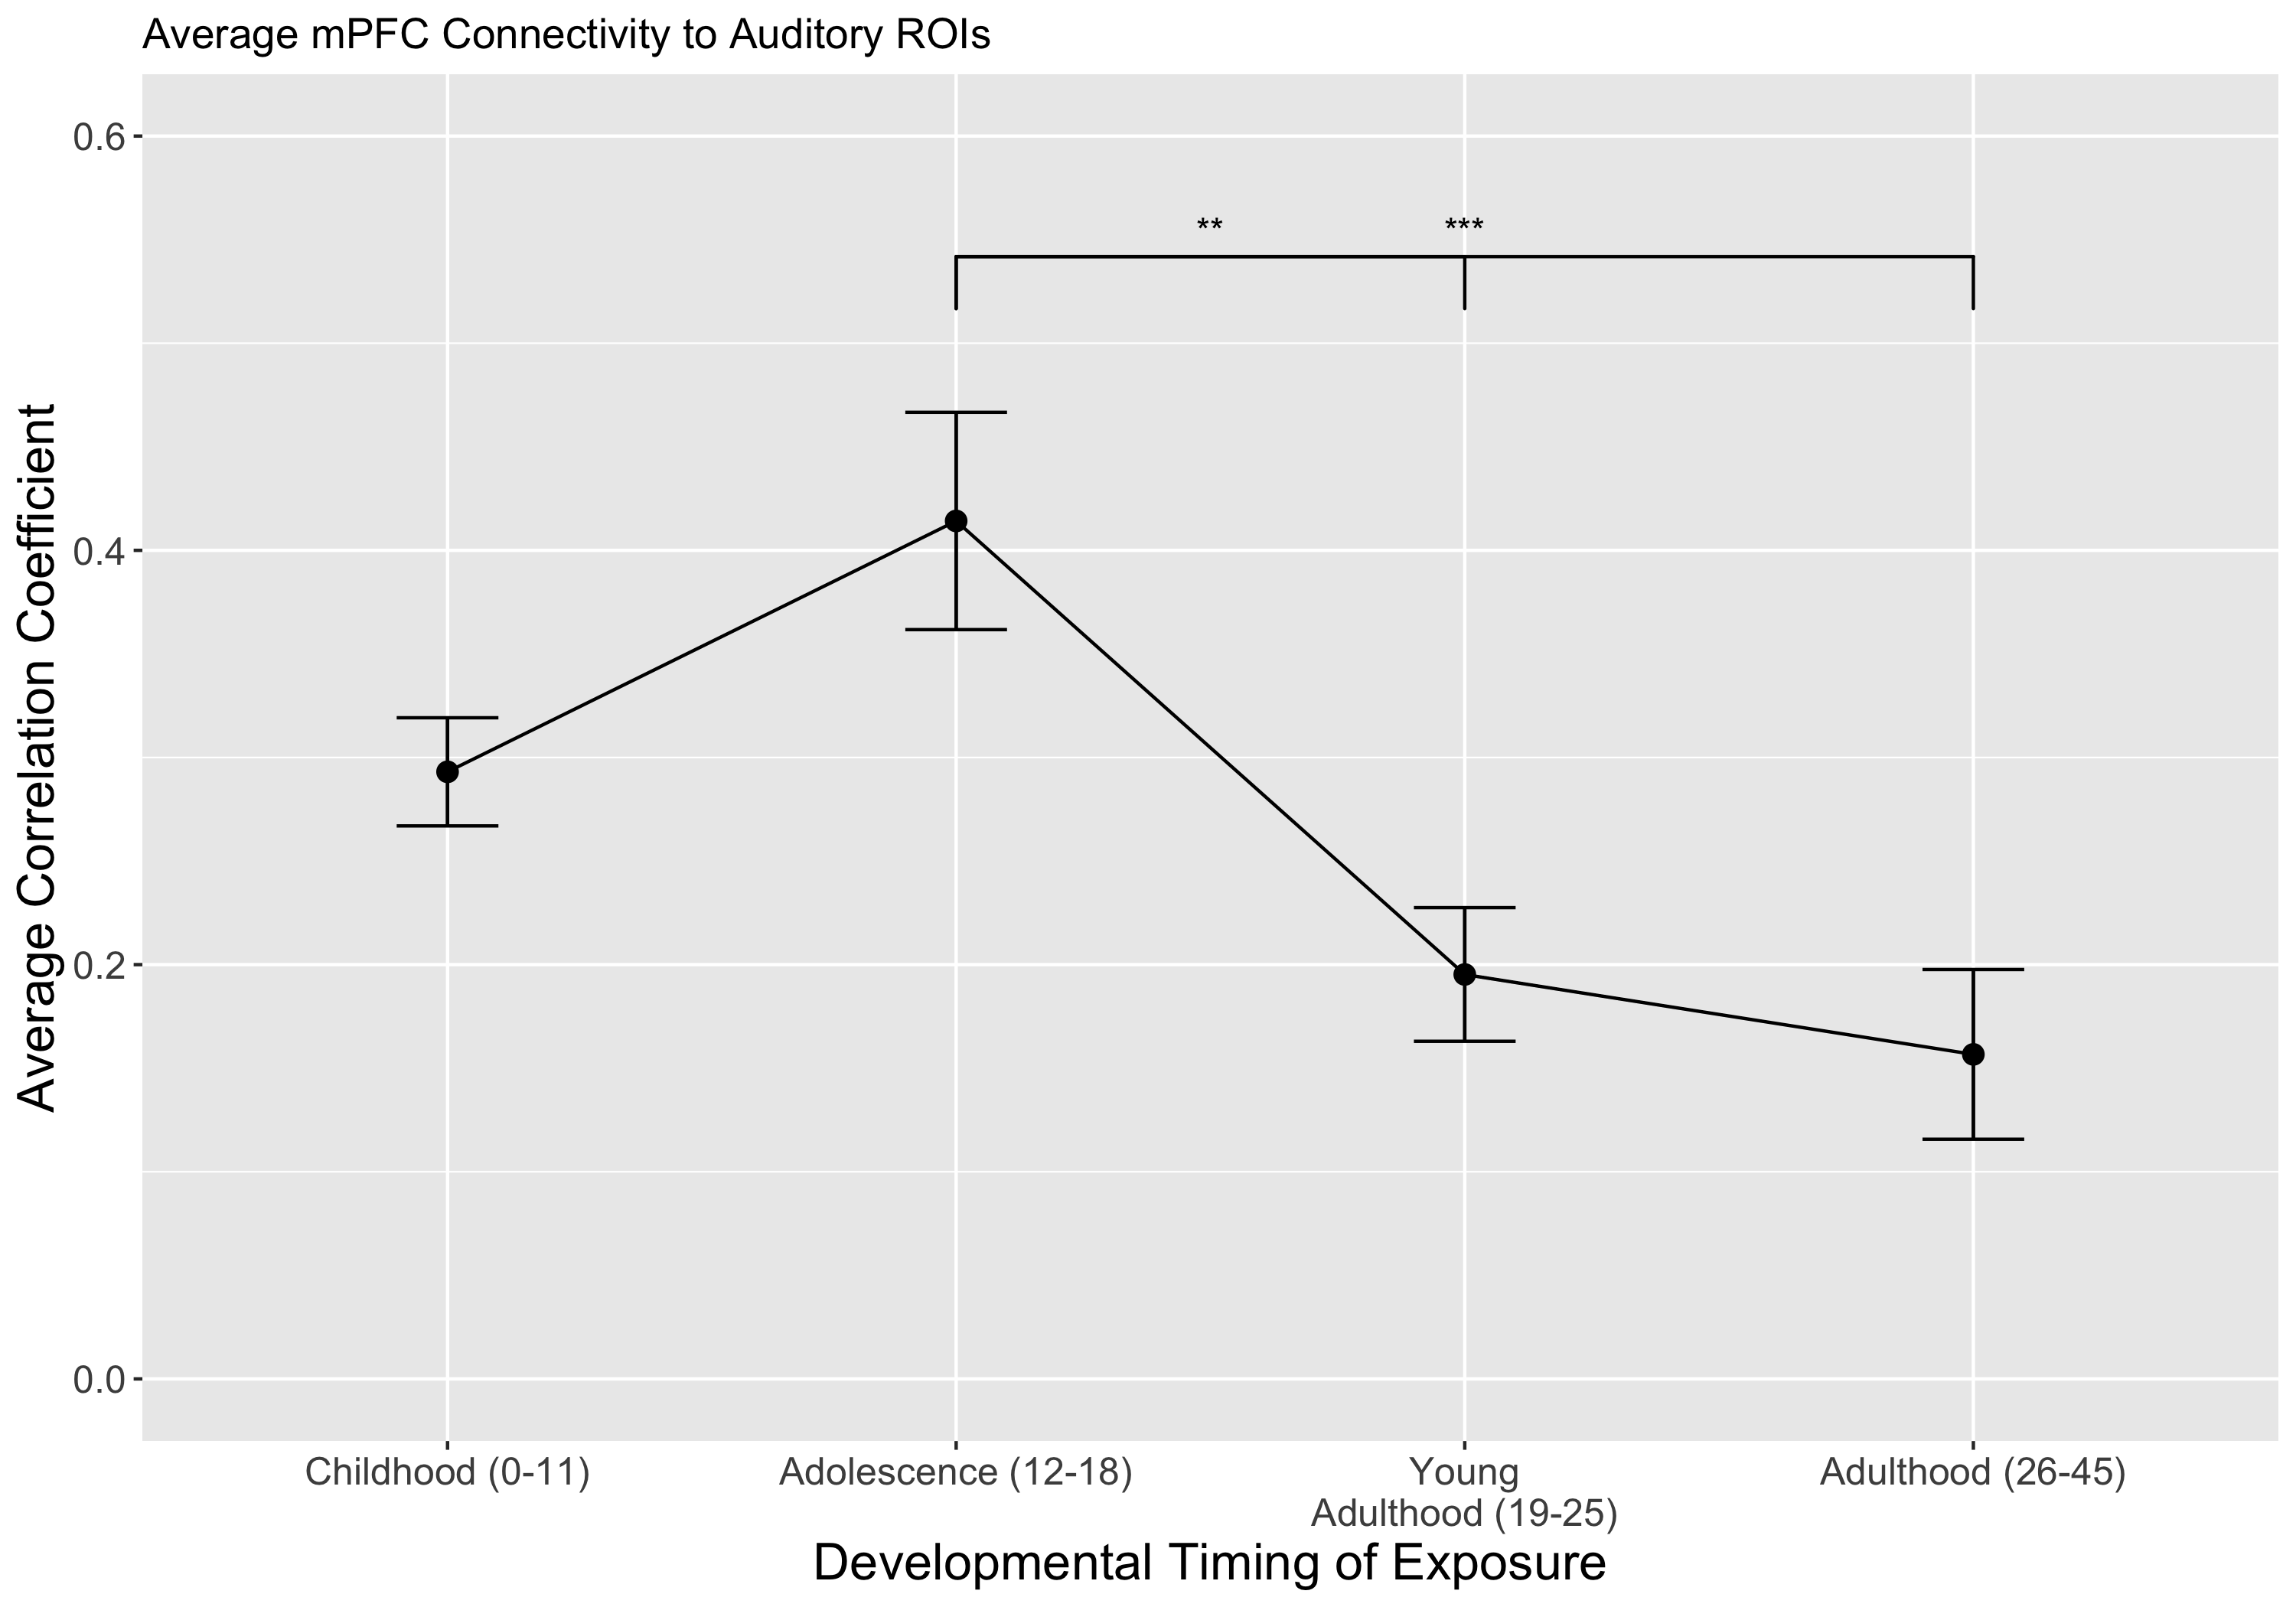 Average mPFC Connectivity to Auditory ROIs
0.6
** ***
0.4
0.2
0.0
Average Correlation Coefficient
Childhood (0-11) Adolescence (12-18) Young Adulthood (26-45)
Adulthood (19-25)
Developmental Timing of Exposure